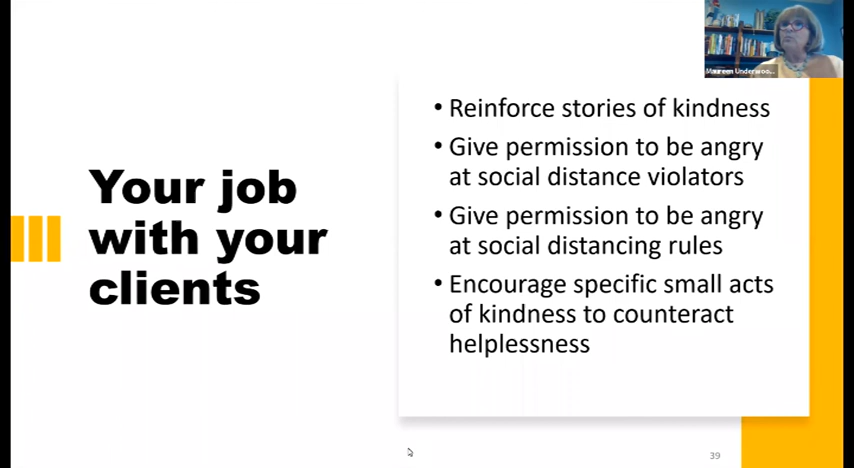 Maureen Underwoo...
Your job
with your
clients
• Reinforce stories of kindness
• Give permission to be angry
at social distance violators
• Give permission to be angry
at social distancing rules
• Encourage specific small acts
of kindness to counteract
helplessness
39